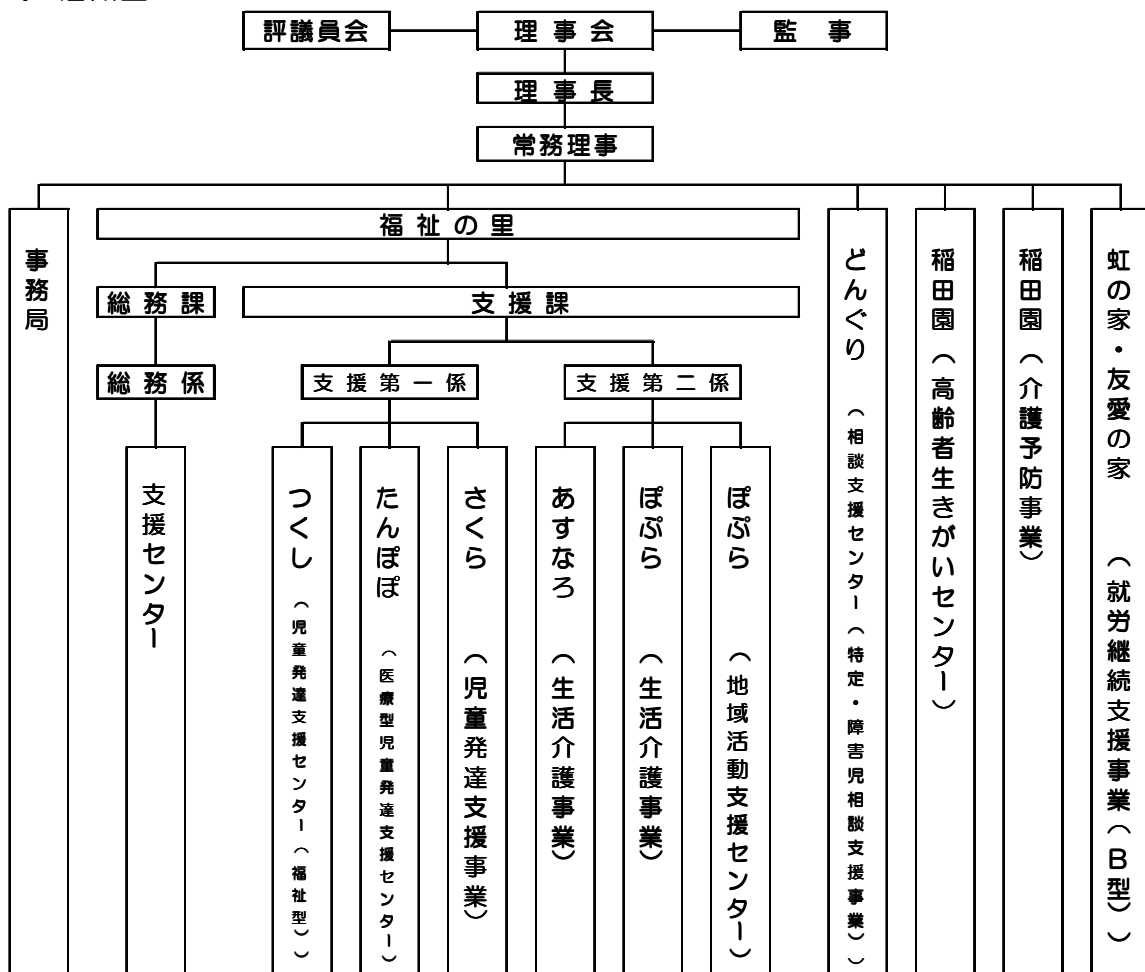 評議員会
理事会
監事
理事長
常務理事
事務局
福祉の里
総務課
支援課
総務係
支援第一係
支援第二係
支援センター
つくし（児童発達支援センター（福祉型））
たんぽぽ（医療型児童発達支援センター）
さくら（児童発達支援事業）
あすなろ（生活介護事業）
ぽぷら（生活介護事業）
ぽぷら（地域活動支援センター）
どんぐり（相談支援センター（特定・障害児相談支援事業））
稲田園（高齢者生きがいセンター）
稲田園（介護予防事業）
虹の家・友愛の家（就労継続支援事業（Ｂ型））